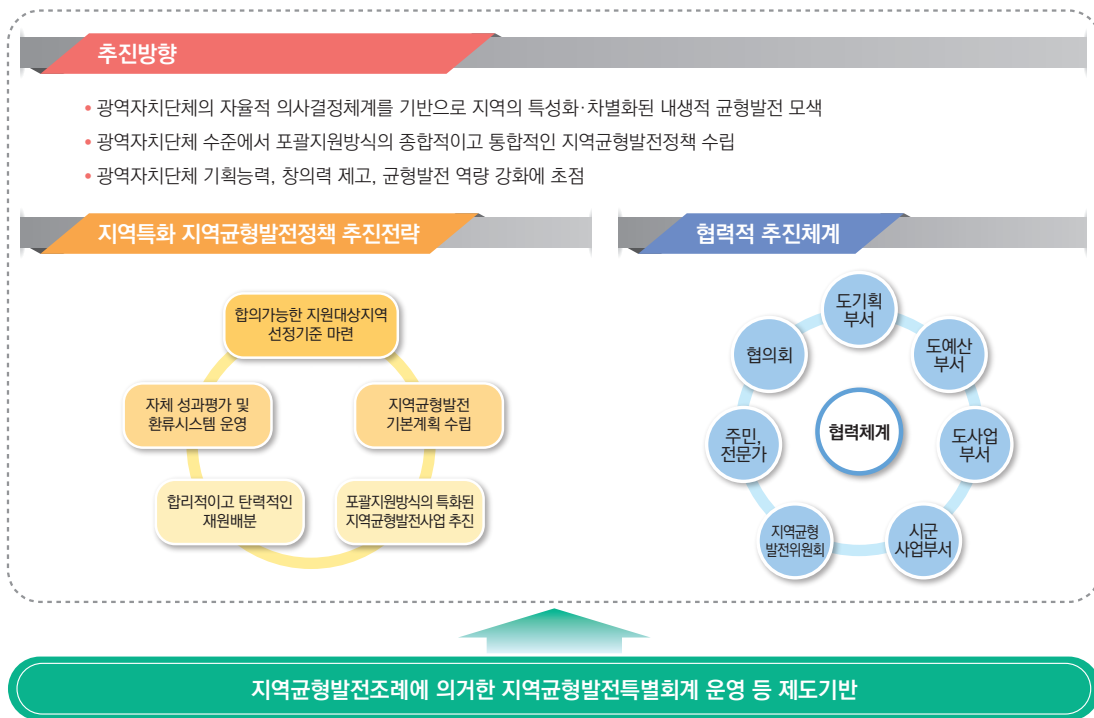 추진방향
• 광역자치단체의 자율적 의사결정체계를 기반으로 지역의 특성화·차별화된 내생적 균형발전 모색
• 광역자치단체 수준에서 포괄지원방식의 종합적이고 통합적인 지역균형발전정책 수립
• 광역자치단체 기획능력, 창의력 제고, 균형발전 역량 강화에 초점
지역특화 지역균형발전정책 추진전략
합의가능한 지원대상지역
선정기준 마련
자체 성과평가 및
환류시스템 운영
지역균형발전
기본계획 수립
합리적이고 탄력적인
재원배분
포괄지원방식의 특화된
지역균형발전사업 추진
협력적 추진체계
도기획
부서
협의회
도예산
부서
협력체계
주민,
전문가
도사업
부서
지역균형
발전위원회
시군
사업부서
지역균형발전조례에 의거한 지역균형발전특별회계 운영 등 제도기반